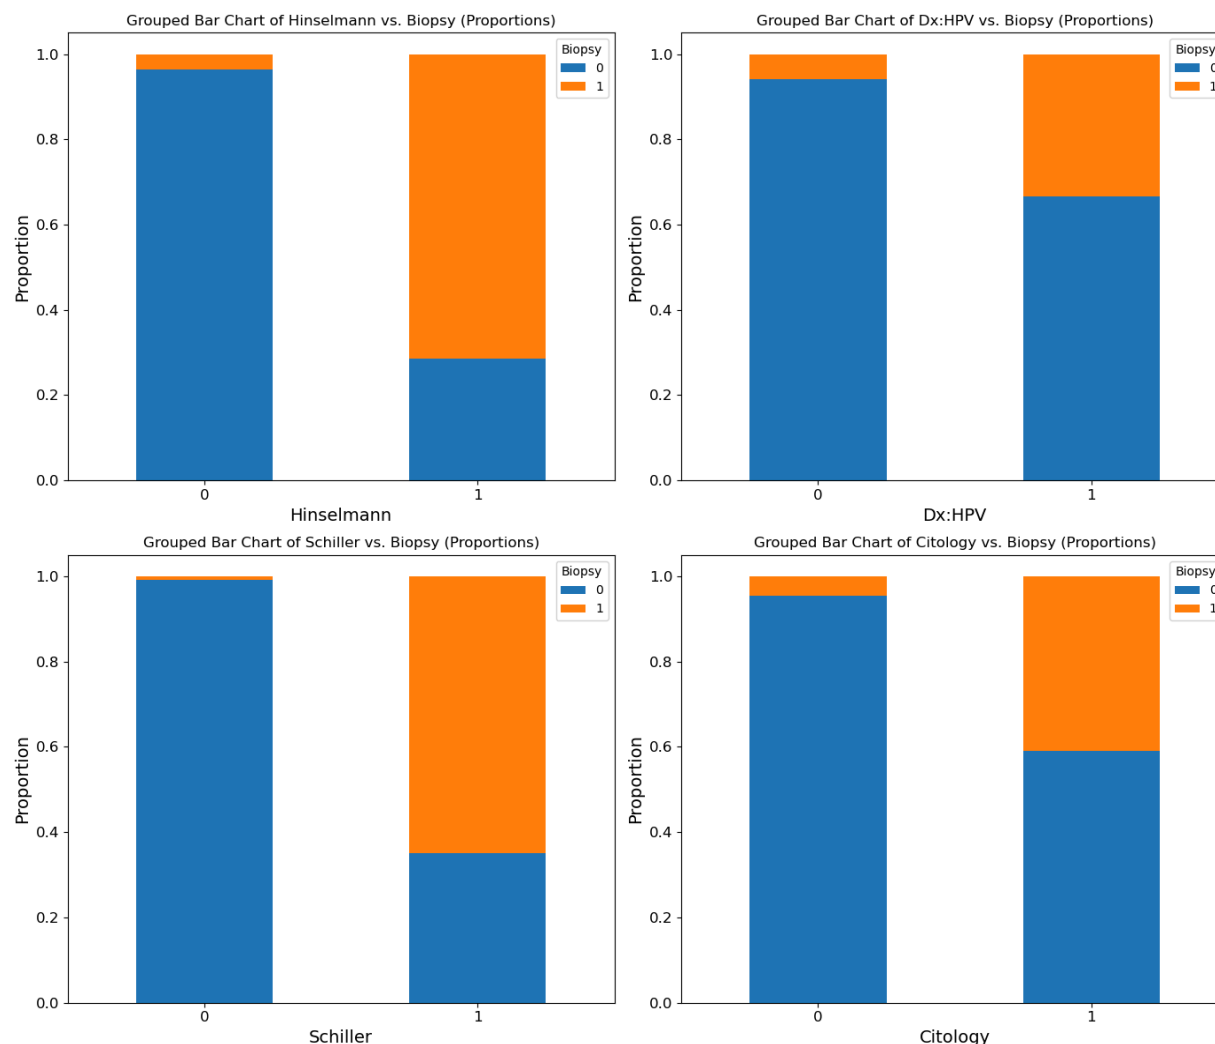 Grouped Bar Chart of Hinselmann vs. Biopsy (Proportions)
Biopsy
0
1
1.0
0.8
0.6
0.4
0.2
0.0
Proportion
0
1
Hinselmann
Grouped Bar Chart of Dx:HPV vs. Biopsy (Proportions)
Biopsy
0
1
1.0
0.8
0.6
0.4
0.2
0.0
Proportion
0
1
Dx:HPV
Grouped Bar Chart of Schiller vs. Biopsy (Proportions)
Biopsy
0
1
1.0
0.8
0.6
0.4
0.2
0.0
Proportion
0
1
Schiller
Grouped Bar Chart of Citology vs. Biopsy (Proportions)
Biopsy
0
1
1.0
0.8
0.6
0.4
0.2
0.0
Proportion
0
1
Citology